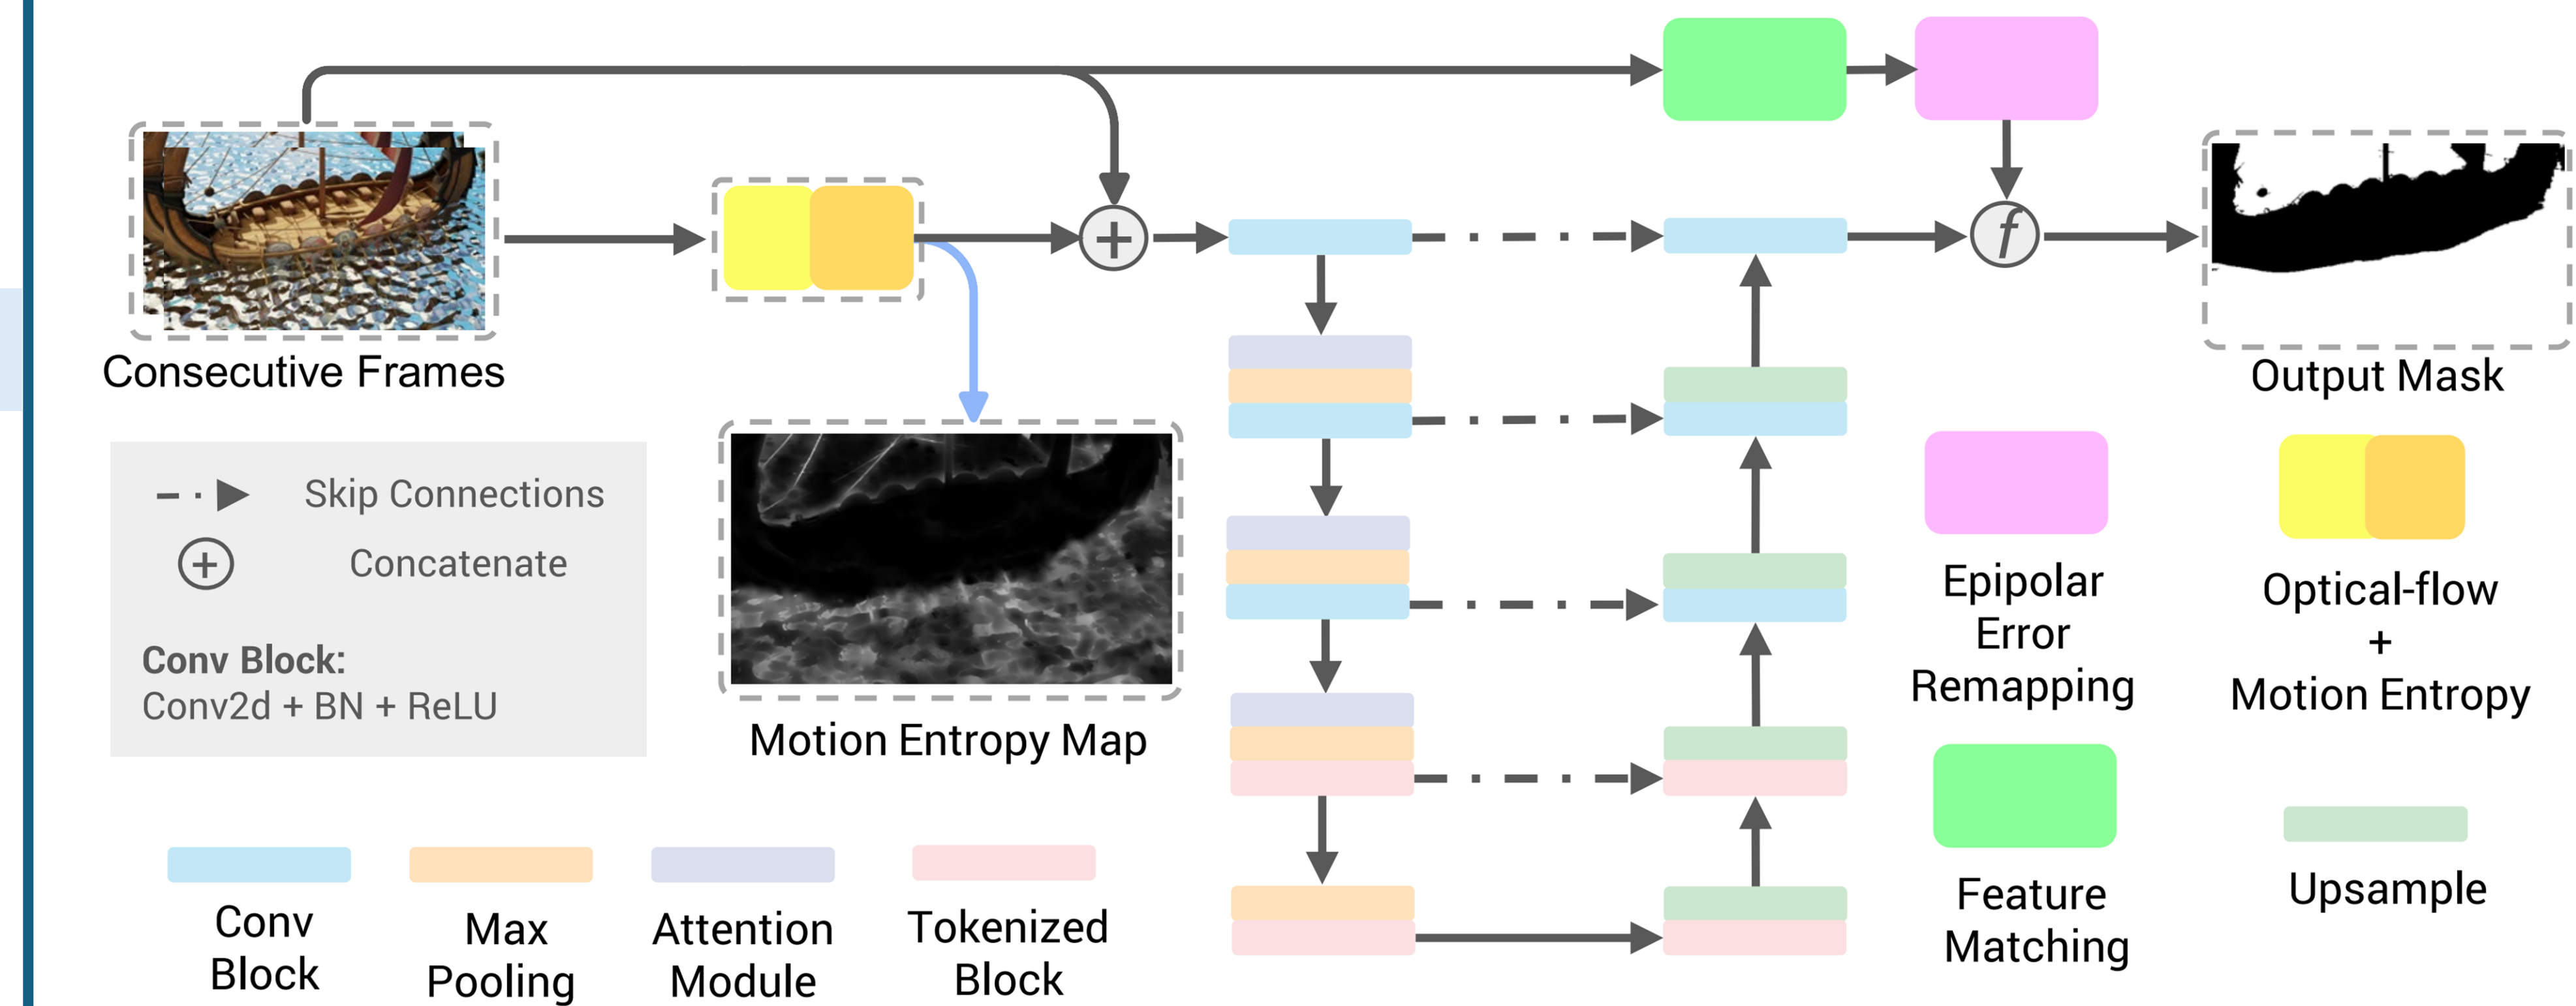 +
f
Consecutive Frames
Output Mask
Skip Connections
+
Concatenate
Conv Block:
Conv2d + BN + ReLU
Motion Entropy Map
Epipolar
Error
Remapping
Optical-flow
+
Motion Entropy
Conv
Block
Max
Pooling
Attention
Module
Tokenized
Block
Feature
Matching
Upsample